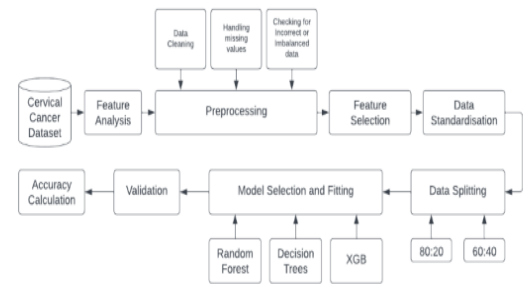 Data
Cleaning
Handling
missing
values
Checking for
Incorrect or
Imbalanced
data
Cervical
Cancer
Dataset
Feature
Analysis
Preprocessing
Feature
Selection
Data
Standardisation
Accuracy
Calculation
Validation
Model Selection and Fitting
Data Splitting
Random
Forest
Decision
Trees
XGB
80:20
60:40